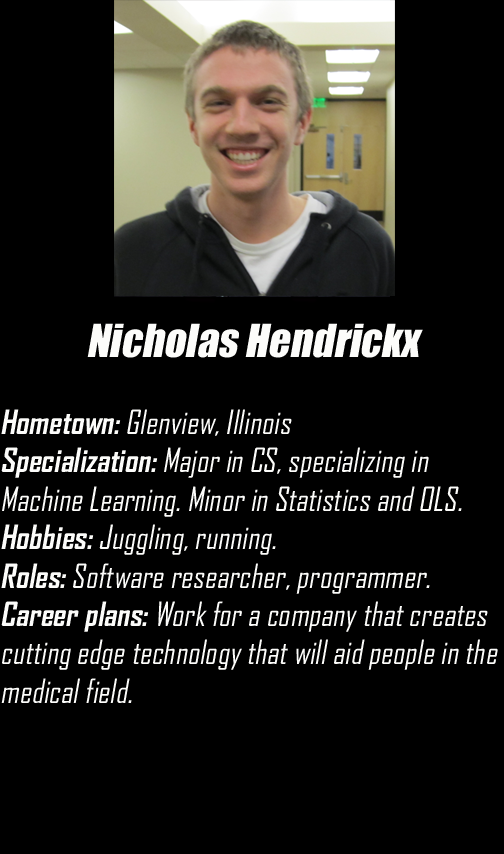 Nicholas Hendrickx
Hometown: Glenview, Illinois
Specialization: Major in CS, specializing in
Machine Learning. Minor in Statistics and OLS.
Hobbies: Juggling, running.
Roles: Software researcher, programmer.
Career plans: Work for a company that creates
cutting edge technology that will aid people in the
medical field.